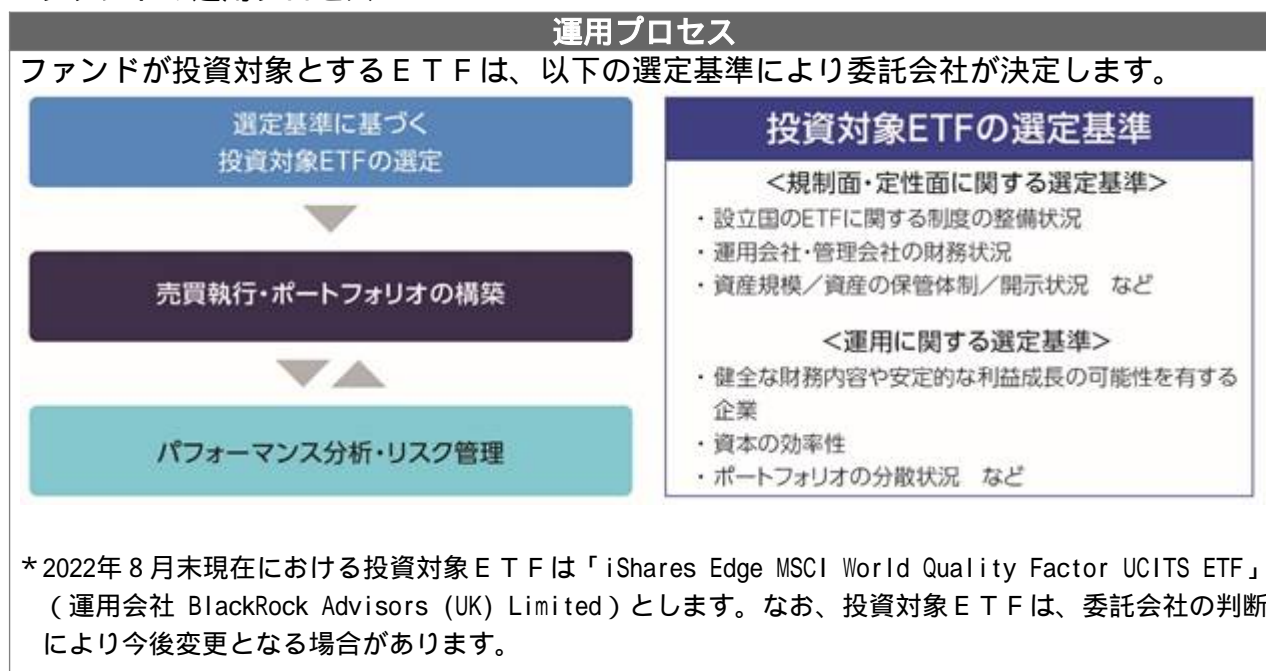 運用プロセス
ファンドが投資対象とするＥＴＦは、以下の選定基準により委託会社が決定します。
選定基準に基づく
投資対象ETFの選定
売買執行・ポートフォリオの構築
パフォーマンス分析・リスク管理
投資対象ETFの選定基準
＜規制面・定性面に関する選定基準＞
・設立国のETFに関する制度の整備状況
・運用会社・管理会社の財務状況
・資産規模／資産の保管体制／開示状況　など
＜運用に関する選定基準＞
・健全な財務内容や安定的な利益成長の可能性を有する
企業
・資本の効率性
・ポートフォリオの分散状況　など
＊2022年８月末現在における投資対象ＥＴＦは「iShares Edge MSCI World Quality Factor UCITS ETF」
（運用会社 BlackRock Advisors (UK) Limited）とします。なお、投資対象ＥＴＦは、委託会社の判断
により今後変更となる場合があります。